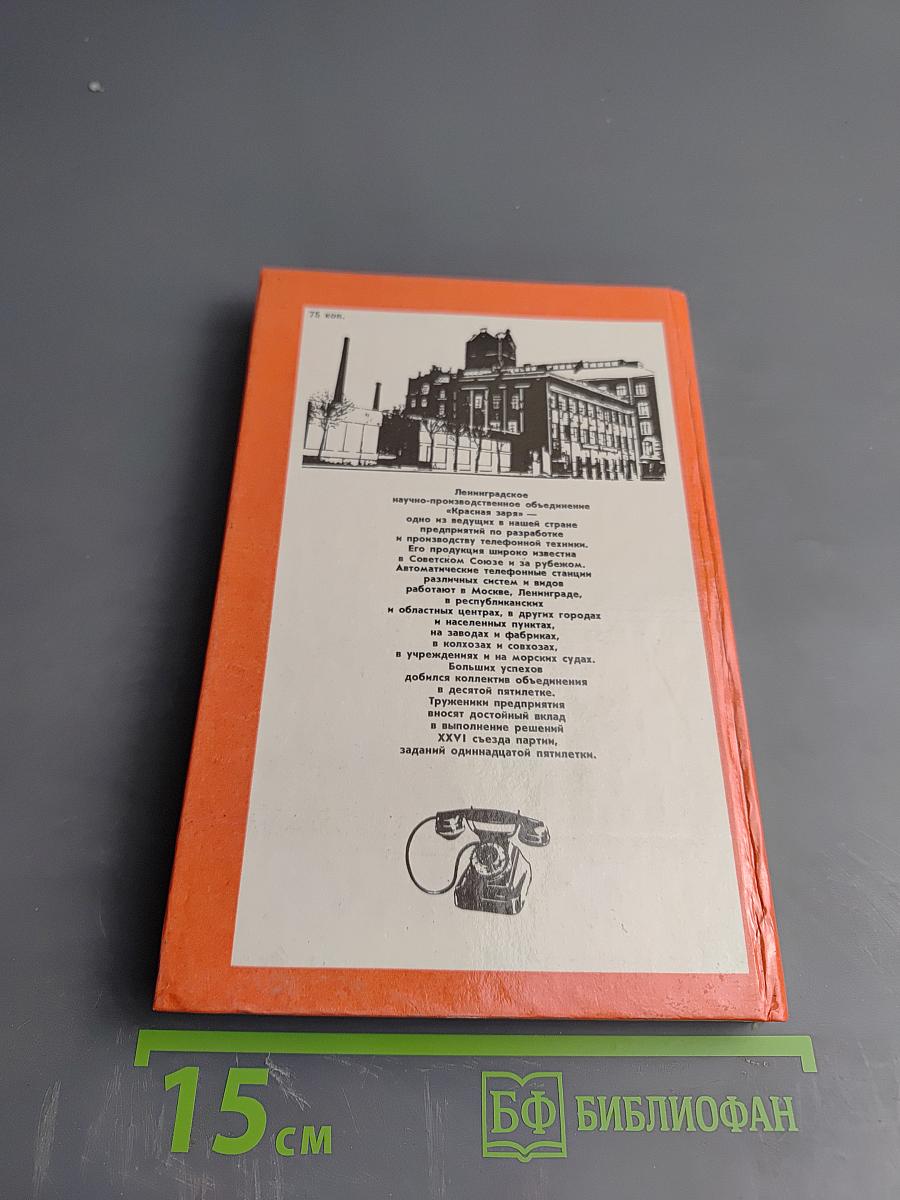 75 коп.
Ленинградское
научно-производственное объединение
«Красная заря» —
одно из ведущих в нашей стране
предприятий по разработке
и производству телефонной техники.
Его продукция широко известна
в Советском Союзе и за рубежом.
Автоматические телефонные станции
различных систем и видов
работают в Москве, Ленинграде,
в республиканских
и областных центрах, в других городах
и населенных пунктах,
на заводах и фабриках,
в колхозах и совхозах,
в учреждениях и на морских судах.
Больших успехов
добился коллектив объединения
в десятой пятилетке.
Труженики предприятия
вносят достойный вклад
в выполнение решений
XXVI съезда партии,
заданий одиннадцатой пятилетки.
15 см
БФ БИБЛИОФАН